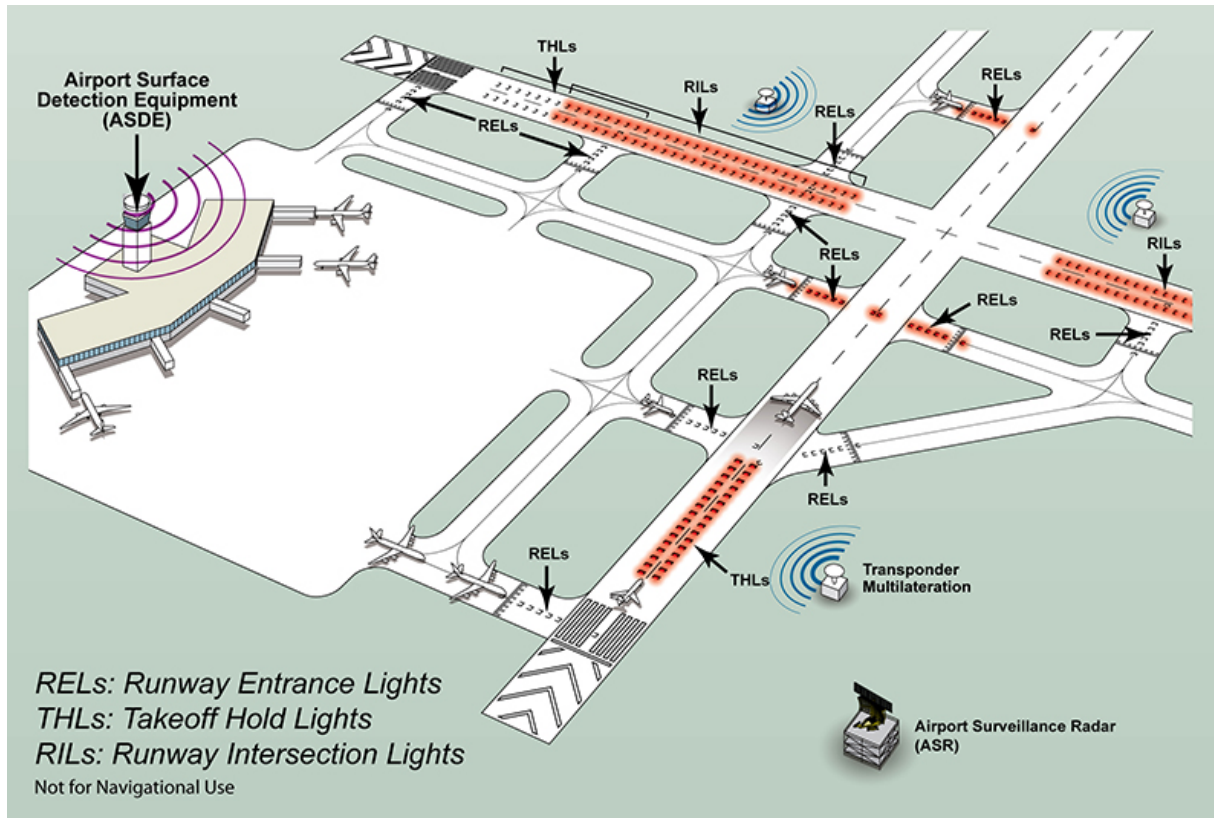 Airport Surface
Detection Equipment
(ASDE)
THLs
RILs
RELs
RELs
RELs
RELs
RILs
RELs
RELs
RELs
RELs
RELs
RELs
THLs
Transponder
Multilateration
RELs: Runway Entrance Lights
THLs: Takeoff Hold Lights
RILs: Runway Intersection Lights
Not for Navigational Use
Airport Surveillance Radar
(ASR)